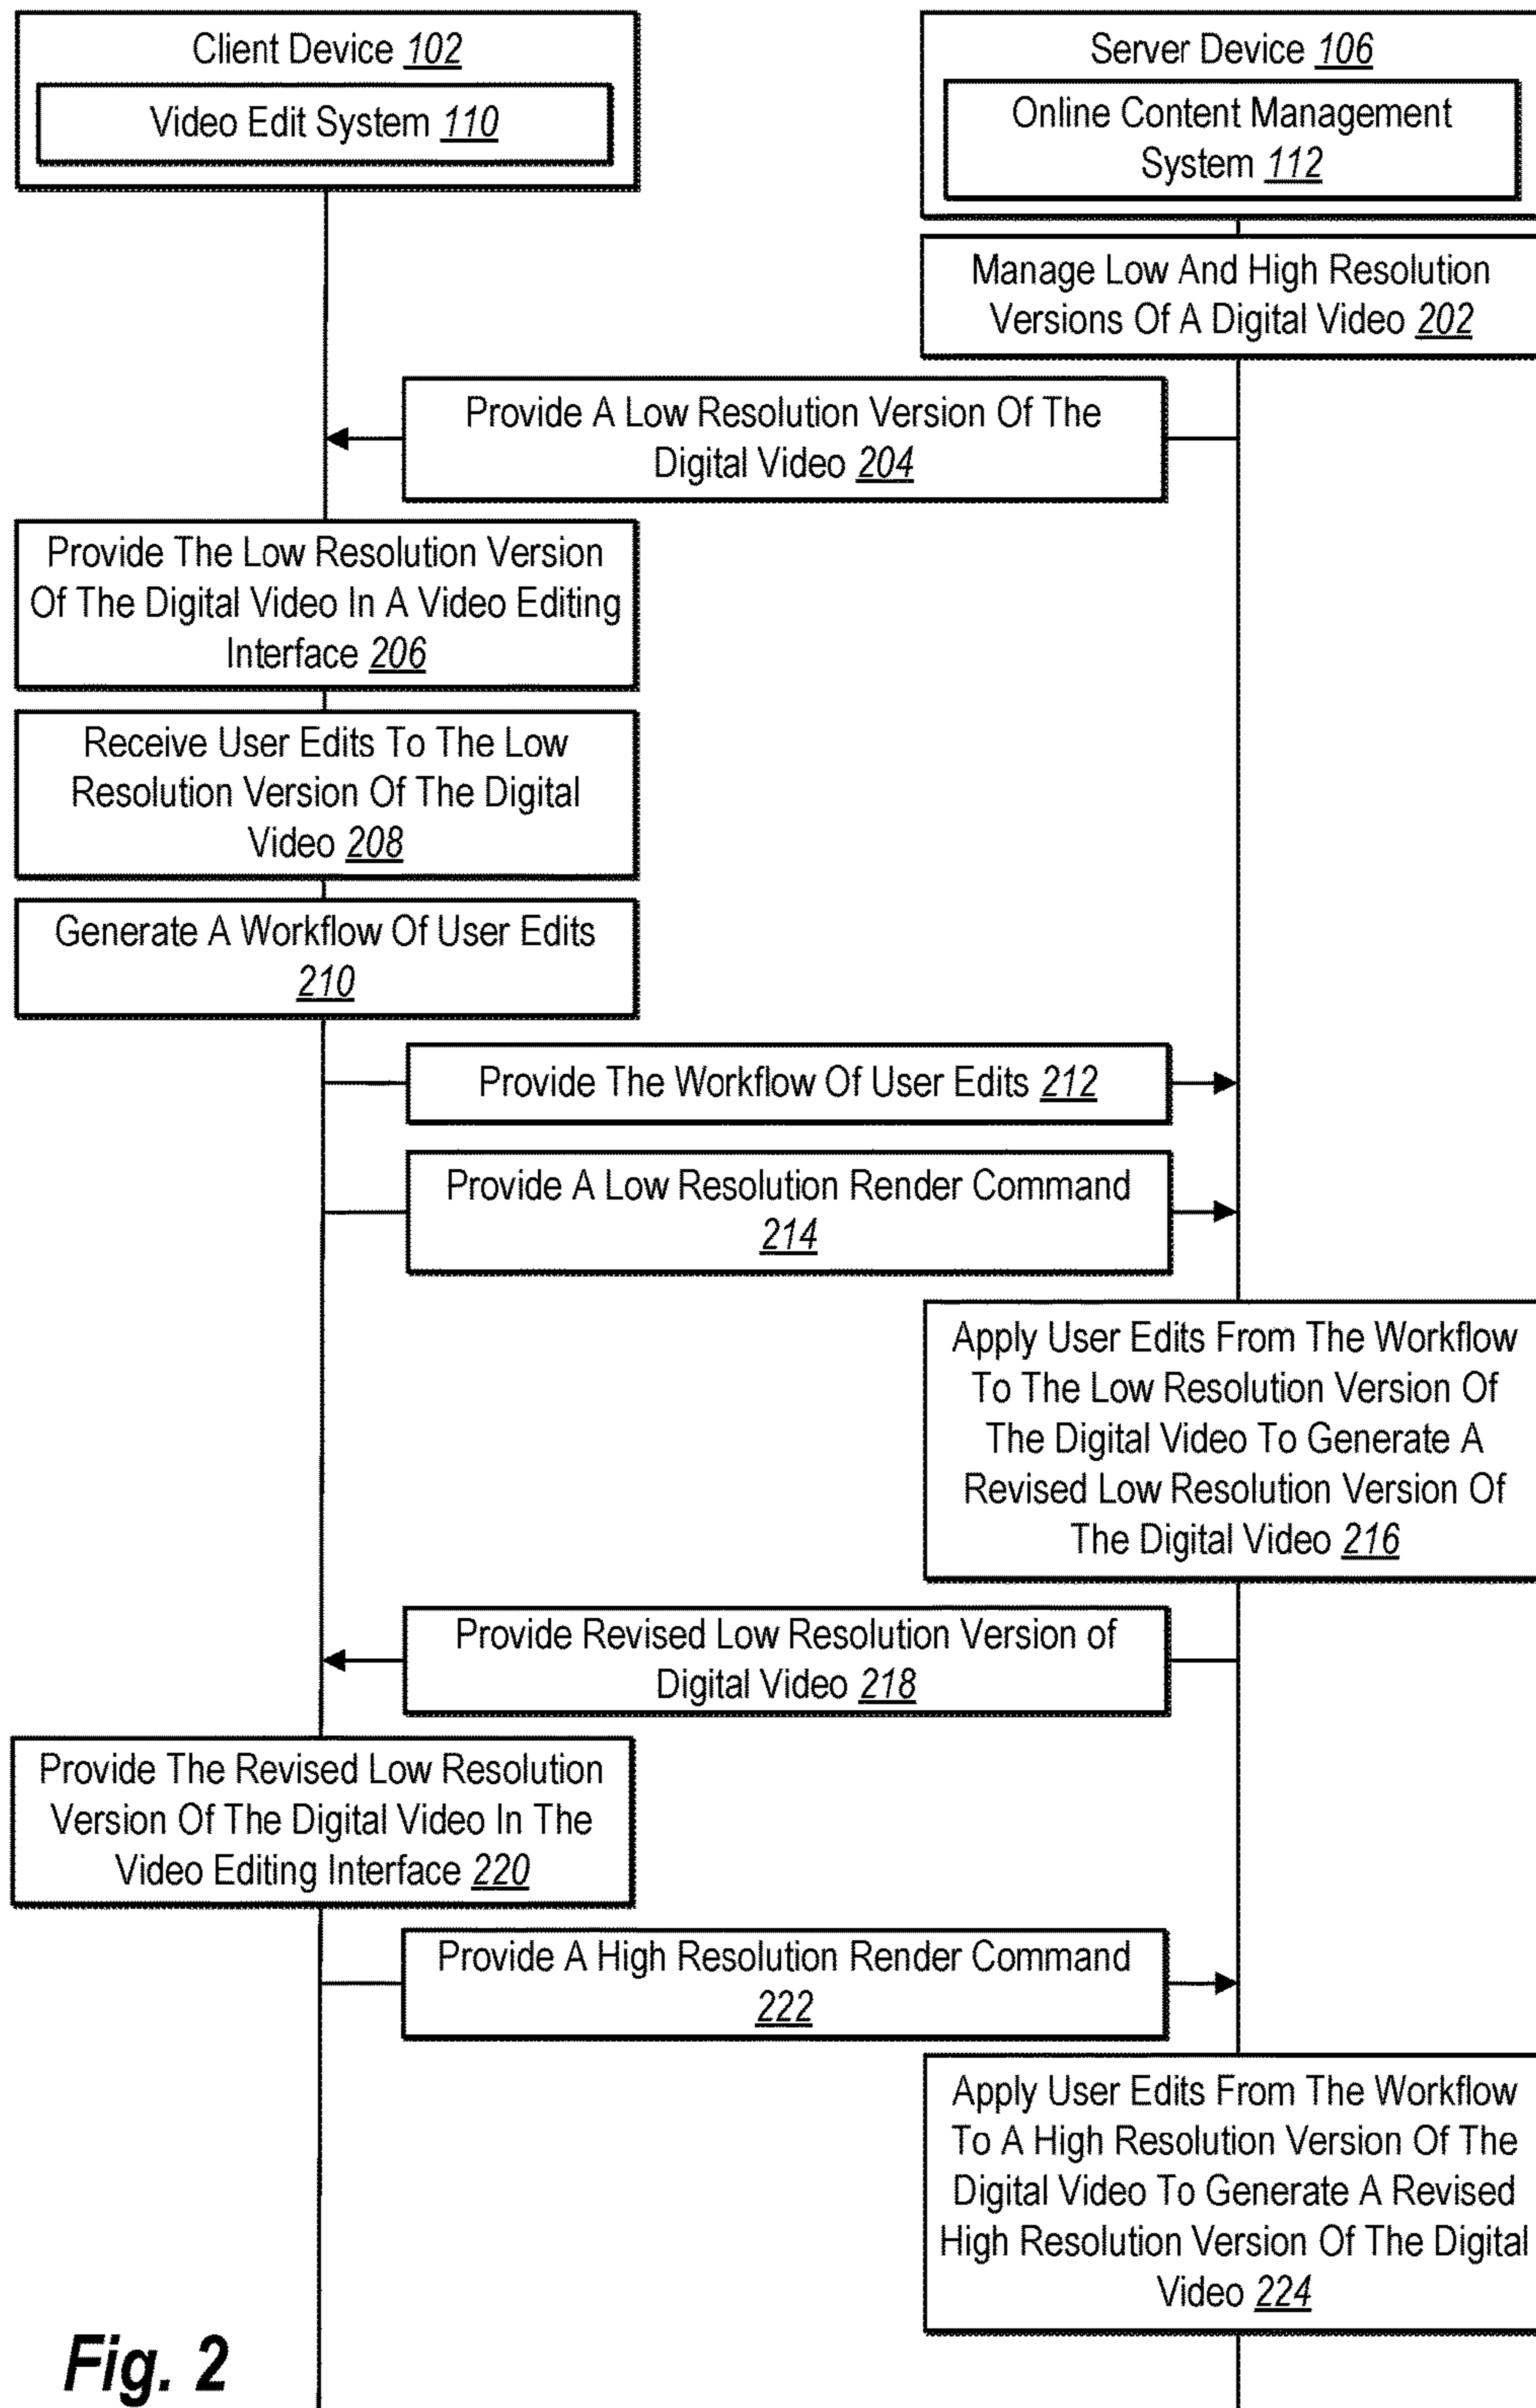 Client Device 102
Video Edit System 110
Server Device 106
Online Content Management
System 112
Manage Low And High Resolution
Versions Of A Digital Video 202
Provide A Low Resolution Version Of The
Digital Video 204
Provide The Low Resolution Version
Of The Digital Video In A Video Editing
Interface 206
Receive User Edits To The Low
Resolution Version Of The Digital
Video 208
Generate A Workflow Of User Edits
210
Provide The Workflow Of User Edits 212
Provide A Low Resolution Render Command
214
Apply User Edits From The Workflow
To The Low Resolution Version Of
The Digital Video To Generate A
Revised Low Resolution Version Of
The Digital Video 216
Provide Revised Low Resolution Version of
Digital Video 218
Provide The Revised Low Resolution
Version Of The Digital Video In The
Video Editing Interface 220
Provide A High Resolution Render Command
222
Apply User Edits From The Workflow
To A High Resolution Version Of The
Digital Video To Generate A Revised
High Resolution Version Of The Digital
Video 224
Fig. 2